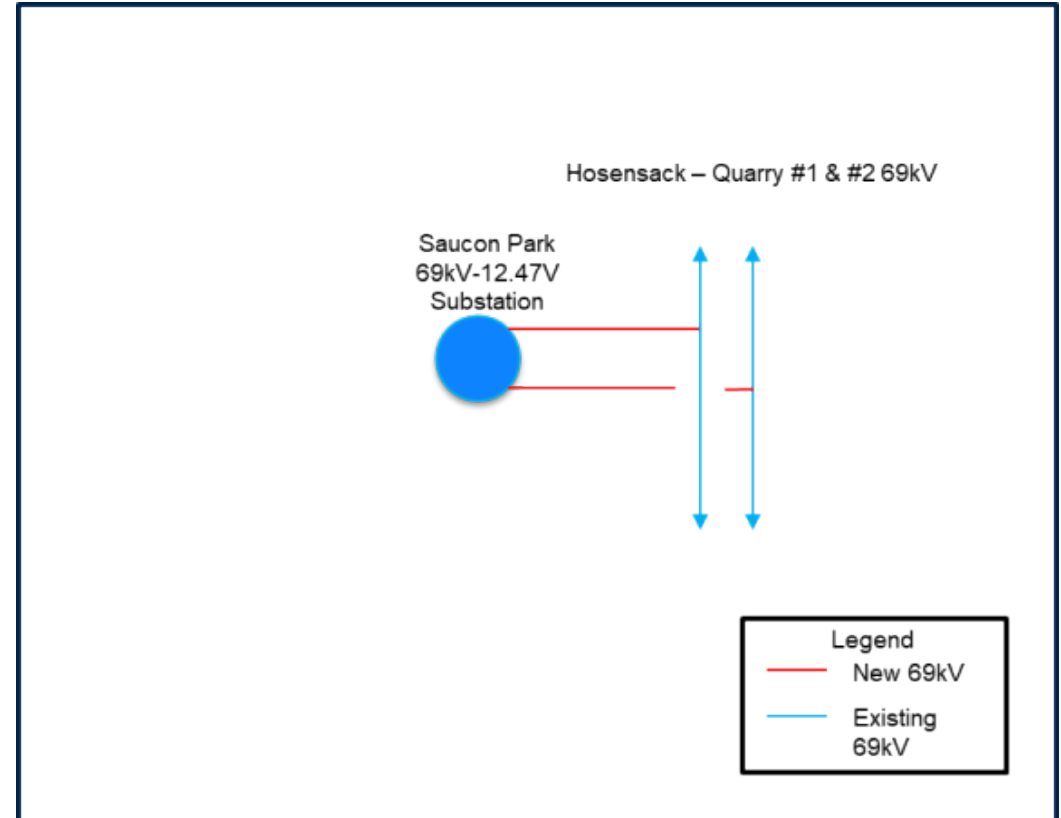 Hosensack – Quarry #1 & #2 69kV
Saucon Park
69kV-12.47V
Substation
Legend
New 69kV
Existing
69kV